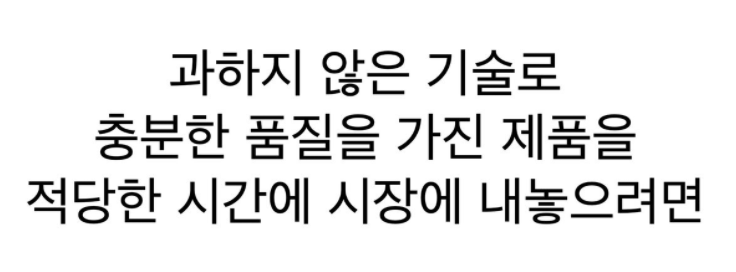 과하지 않은 기술로
충분한 품질을 가진 제품을
적당한 시간에 시장에 내놓으려면